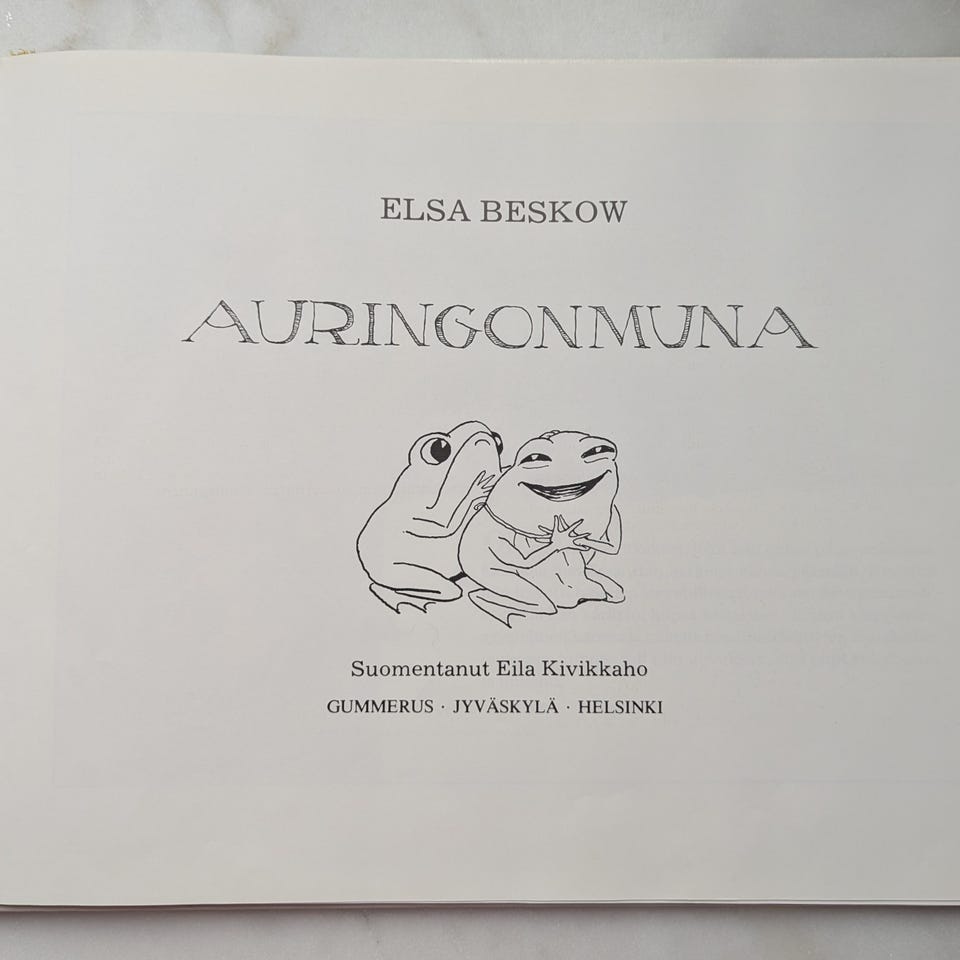 ELSA BESKOW
AURINGONMUNA
Suomentanut Eila Kivikkaho
GUMMERUS · JYVÄSKYLÄ · HELSINKI